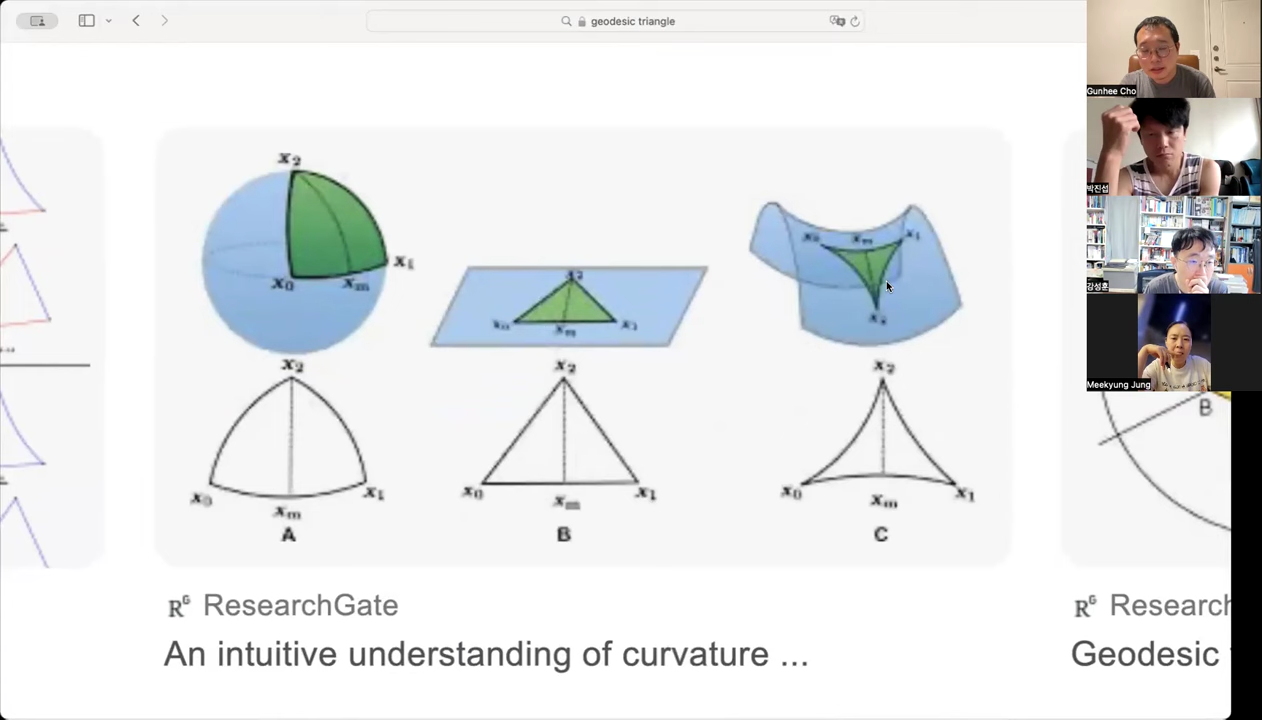 geodesic triangle
Gunhee Cho
박진섭
강성훈
Meekyung Jung
x₂
x₁
x₀
xₘ
x₂
x₀
xₘ
x₁
x₀
xₘ
x₁
x₂
x₂
x₀
x₁
xₘ
A
x₂
x₀
x₁
xₘ
B
x₂
x₀
x₁
xₘ
C
B
RG ResearchGate
An intuitive understanding of curvature ...
RG Research
Geodesic